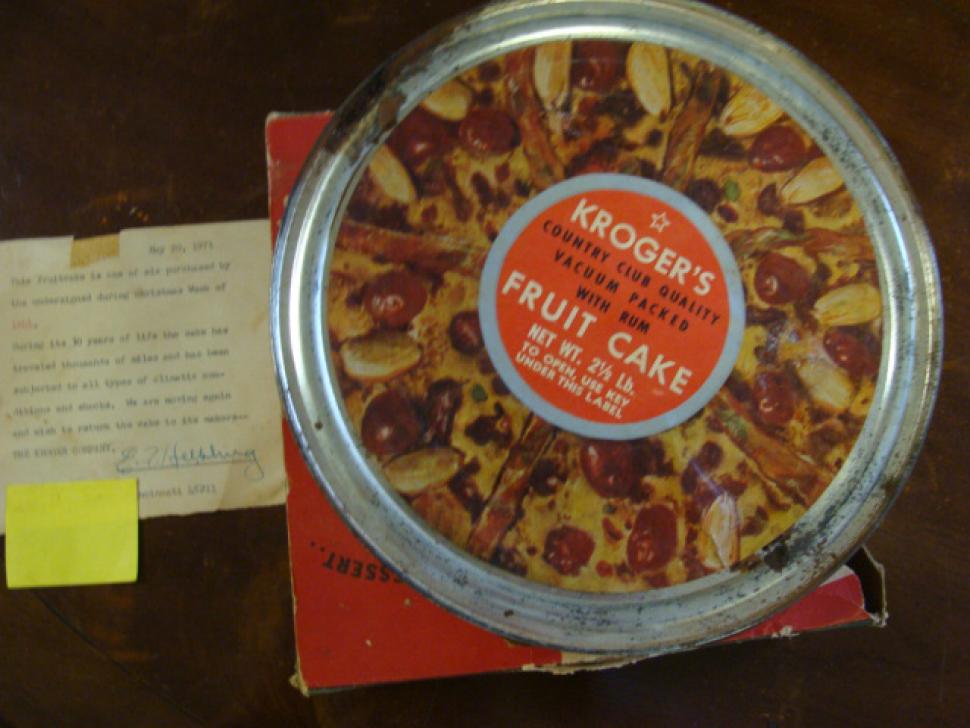 May 20, 1971
This fruitcake is one of six purchased by
the undersigned during Christmas Week of
During its 30 years of life the cake has
traveled thousands of miles and has been
subjected to all types of climatic con-
ditions and shocks. We are moving again
and wish to return the cake to its makers--
THE KROGER COMPANY.
45211
KROGER'S
COUNTRY CLUB QUALITY
VACUUM PACKED
WITH RUM
FRUIT CAKE
NET WT. 2½ Lb.
TO OPEN, USE KEY
UNDER THIS LABEL
DESSERT..